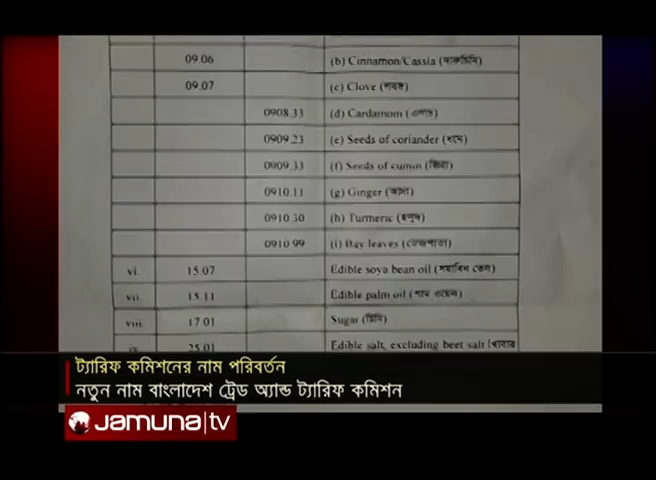 09.06 (b) Cinnamon/Cassia (দারুচিনি)
09.07 (c) Clove (লবঙ্গ)
0908.33 (d) Cardamom (এলাচ)
0909.23 (e) Seeds of coriander (ধনে)
0909.33 (f) Seeds of cumin (জিরা)
0910.11 (g) Ginger (আদা)
0910.30 (h) Turmeric (হলুদ)
0910.99 (i) Bay leaves (তেজপাতা)
vi. 15.07 Edible soya bean oil (সয়াবিন তেল)
vii. 15.11 Edible palm oil (পাম ওয়েল)
viii. 17.01 Sugar (চিনি)
ix. 25.01 Edible salt, excluding beet salt (খাবার
ট্যারিফ কমিশনের নাম পরিবর্তন
নতুন নাম বাংলাদেশ ট্রেড অ্যান্ড ট্যারিফ কমিশন
Jamuna tv